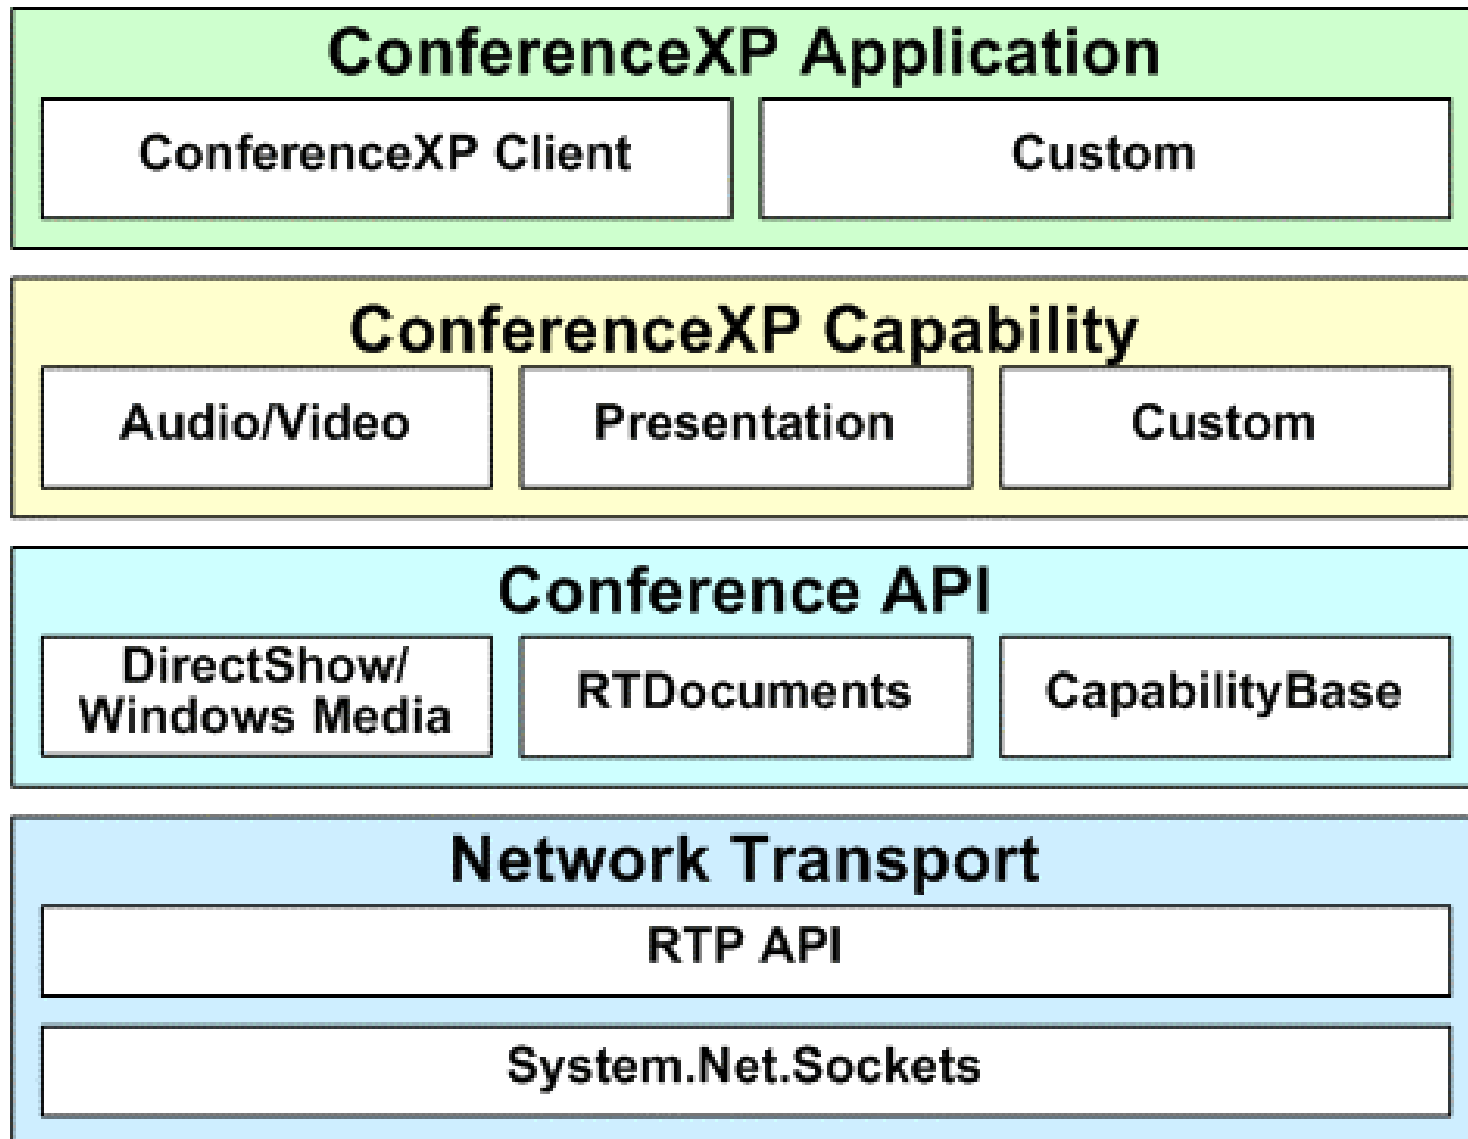 ConferenceXP Application
ConferenceXP Client
Custom
ConferenceXP Capability
Audio/Video
Presentation
Custom
Conference API
DirectShow/
Windows Media
RTDocuments
CapabilityBase
Network Transport
RTP API
System.Net.Sockets